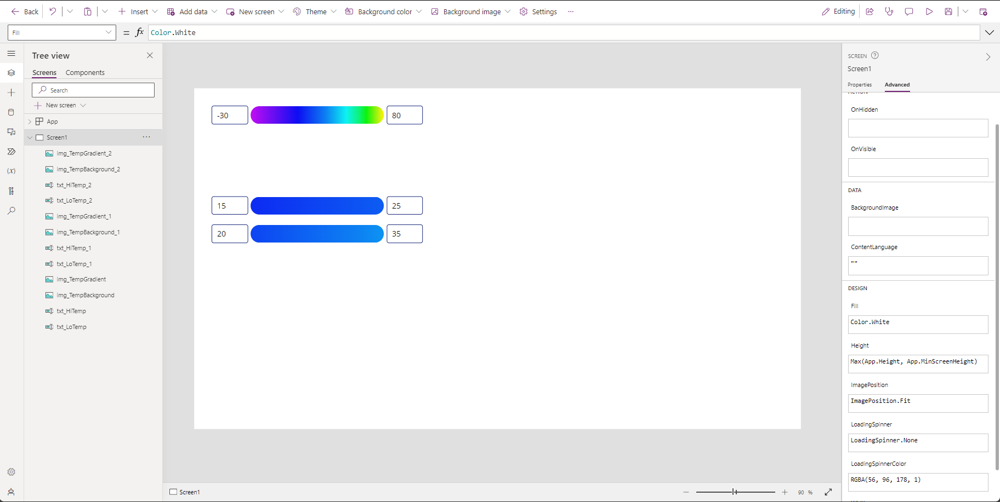 Back Insert Add data New screen Theme Background color Background image Settings ... Editing
Fill = fx Color.White
Tree view
Screens Components
Search
New screen
App
Screen1 ...
img_TempGradient_2
img_TempBackground_2
txt_HiTemp_2
txt_LoTemp_2
img_TempGradient_1
img_TempBackground_1
txt_HiTemp_1
txt_LoTemp_1
img_TempGradient
img_TempBackground
txt_HiTemp
txt_LoTemp
(x)
-30 80
15 25
20 35
Screen1
90 %
SCREEN ?
Screen1
Properties Advanced
ACTION
OnHidden
OnVisible
DATA
BackgroundImage
ContentLanguage
""
DESIGN
Fill
Color.White
Height
Max(App.Height, App.MinScreenHeight)
ImagePosition
ImagePosition.Fit
LoadingSpinner
LoadingSpinner.None
LoadingSpinnerColor
RGBA(56, 96, 178, 1)